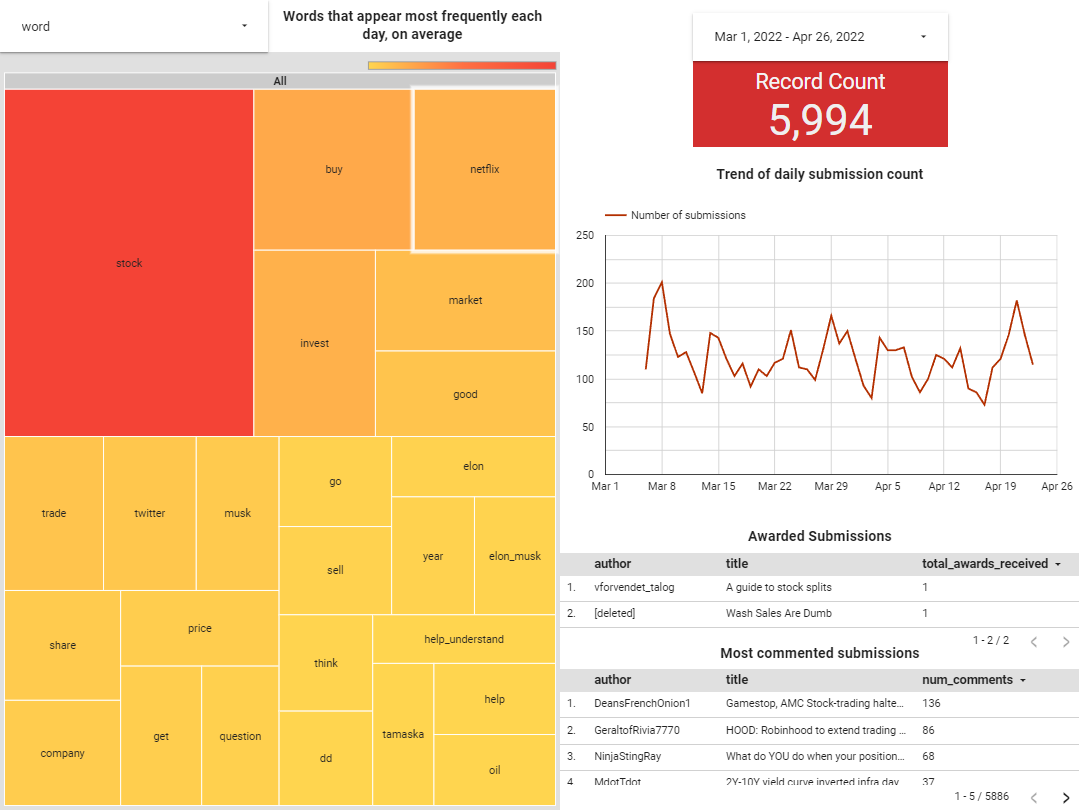 word
Words that appear most frequently each
day, on average
All
stock
buy
netflix
invest
market
good
trade
twitter
musk
go
elon
sell
year
elon_musk
share
price
think
help_understand
company
get
question
dd
tamaska
help
oil
Mar 1, 2022 - Apr 26, 2022
Record Count
5,994
Trend of daily submission count
Number of submissions
250
200
150
100
50
0
Mar 1 Mar 8 Mar 15 Mar 22 Mar 29 Apr 5 Apr 12 Apr 19 Apr 26
Awarded Submissions
author title total_awards_received
1. vforvendet_talog A guide to stock splits 1
2. [deleted] Wash Sales Are Dumb 1
1 - 2 / 2
Most commented submissions
author title num_comments
1. DeansFrenchOnion1 Gamestop, AMC Stock-trading halte... 136
2. GeraltofRivia7770 HOOD: Robinhood to extend trading ... 86
3. NinjaStingRay What do YOU do when your position... 68
4 MdotTdot 2Y-10Y yield curve inverted infra day 37
1 - 5 / 5886